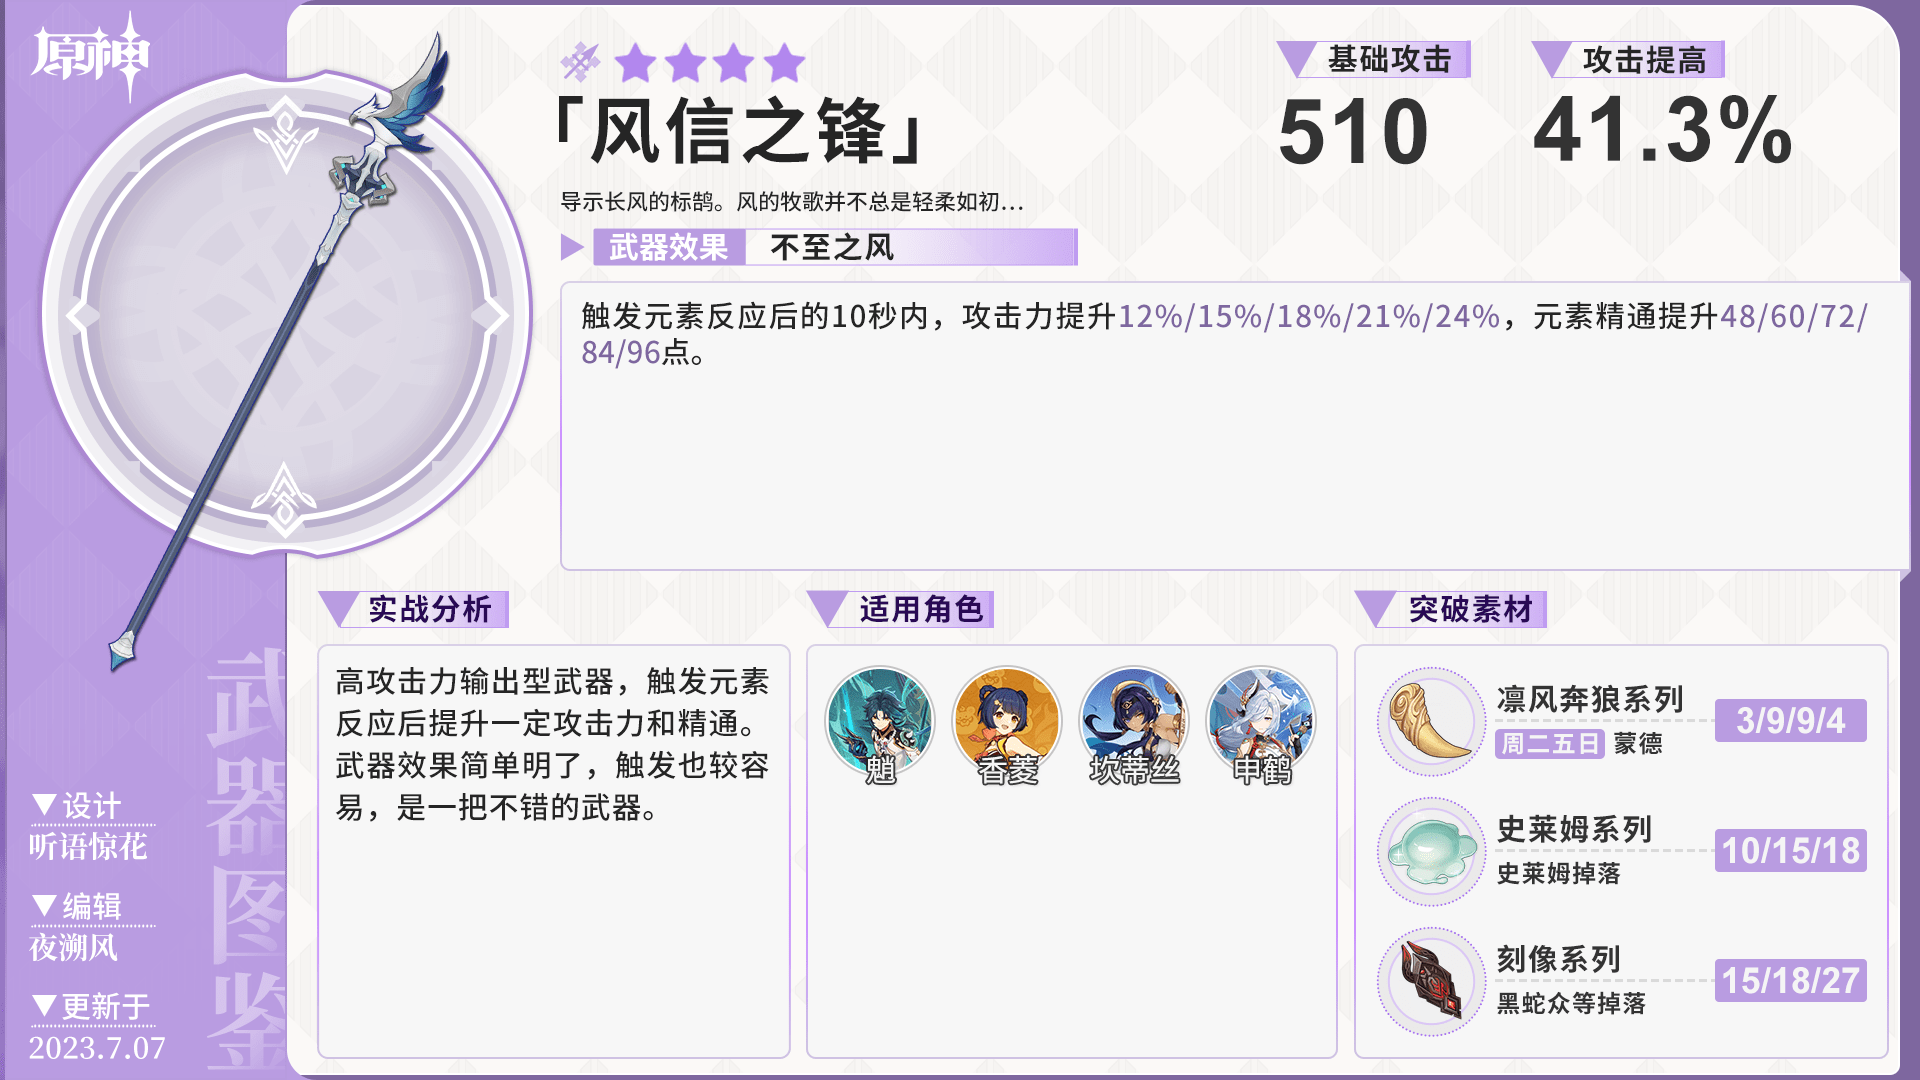 原神
「风信之锋」
导示长风的标鹄。风的牧歌并不总是轻柔如初…
基础攻击
510
攻击提高
41.3%
武器效果
不至之风
触发元素反应后的10秒内，攻击力提升12%/15%/18%/21%/24%，元素精通提升48/60/72/
84/96点。
实战分析
高攻击力输出型武器，触发元素
反应后提升一定攻击力和精通。
武器效果简单明了，触发也较容
易，是一把不错的武器。
适用角色
魈
香菱
坎蒂丝
申鹤
突破素材
凛风奔狼系列
周二五日 蒙德
3/9/9/4
史莱姆系列
史莱姆掉落
10/15/18
刻像系列
黑蛇众等掉落
15/18/27
武器图鉴
▼设计
听语惊花
▼编辑
夜溯风
▼更新于
2023.7.07